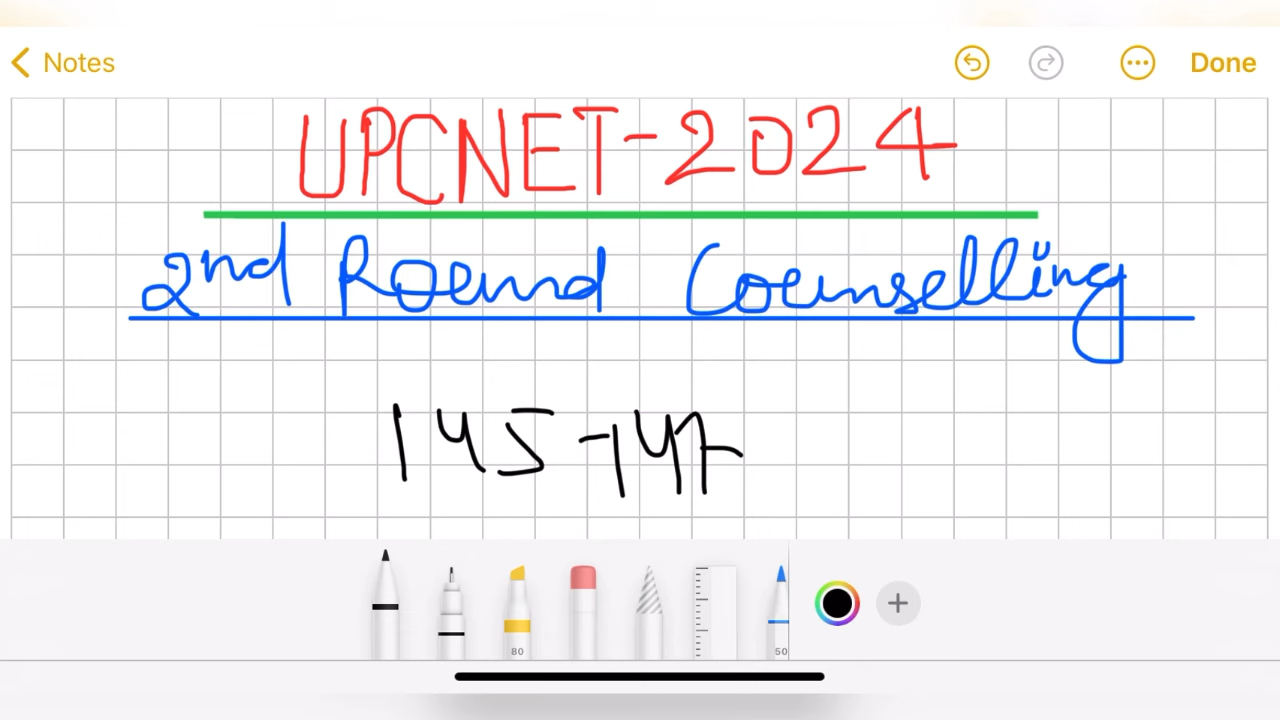 Notes
Done
UPCNET-2024
2nd Round Counselling
145-147
80
50